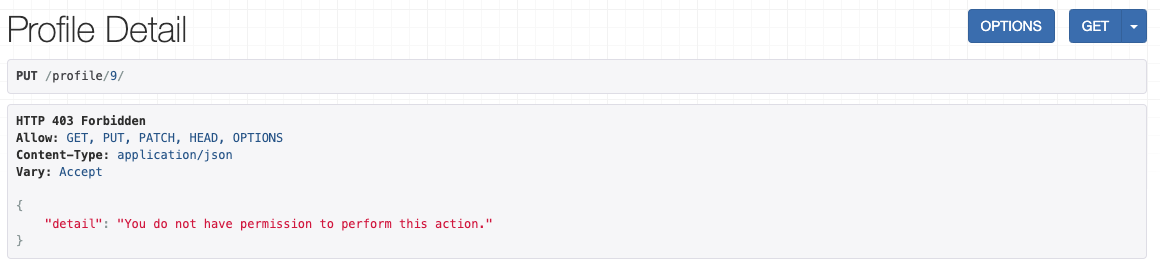 Profile Detail
OPTIONS
GET
PUT /profile/9/
HTTP 403 Forbidden
Allow: GET, PUT, PATCH, HEAD, OPTIONS
Content-Type: application/json
Vary: Accept
{
"detail": "You do not have permission to perform this action."
}